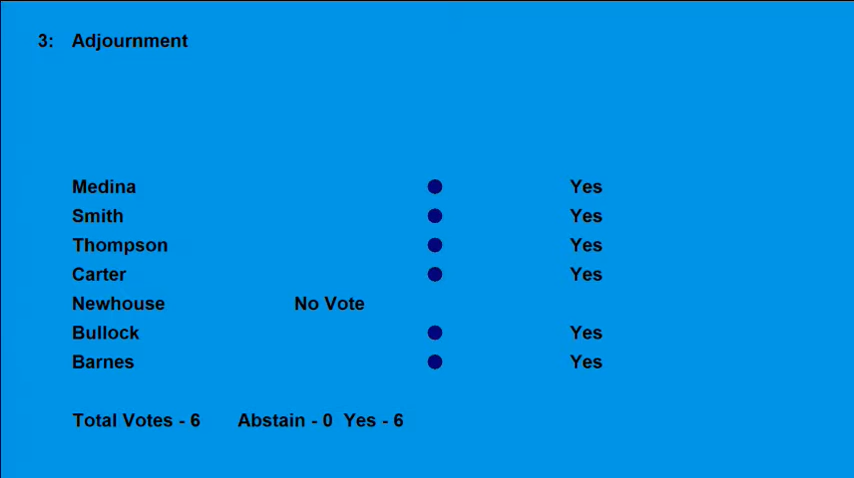 3: Adjournment
Medina Yes
Smith Yes
Thompson Yes
Carter Yes
Newhouse No Vote
Bullock Yes
Barnes Yes
Total Votes - 6 Abstain - 0 Yes - 6